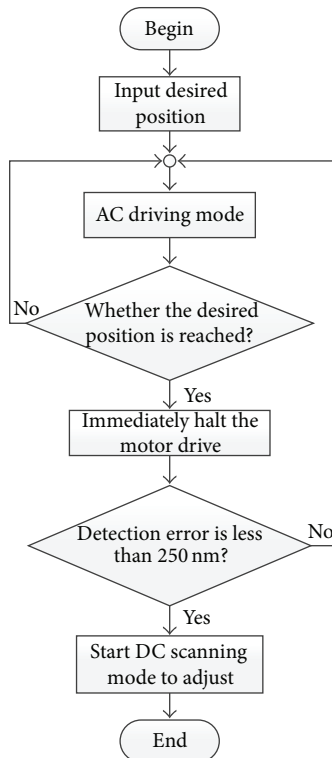 Begin
Input desired
position
AC driving mode
No
Whether the desired
position is reached?
Yes
Immediately halt the
motor drive
Detection error is less
than 250 nm?
No
Yes
Start DC scanning
mode to adjust
End